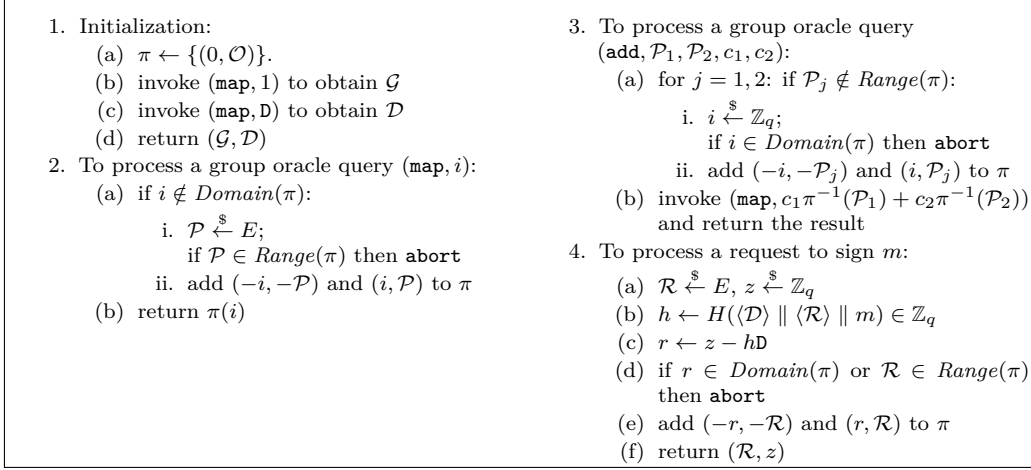 1. Initialization:
(a) π ← {(0, 𝒪)}.
(b) invoke (map, 1) to obtain 𝒢
(c) invoke (map, D) to obtain 𝒟
(d) return (𝒢, 𝒟)
2. To process a group oracle query (map, i):
(a) if i ∉ Domain(π):
i. 𝒫 ←$ E;
if 𝒫 ∈ Range(π) then abort
ii. add (−i, −𝒫) and (i, 𝒫) to π
(b) return π(i)
3. To process a group oracle query
(add, 𝒫₁, 𝒫₂, c₁, c₂):
(a) for j = 1, 2: if 𝒫ⱼ ∉ Range(π):
i. i ←$ ℤ_q;
if i ∈ Domain(π) then abort
ii. add (−i, −𝒫ⱼ) and (i, 𝒫ⱼ) to π
(b) invoke (map, c₁π⁻¹(𝒫₁) + c₂π⁻¹(𝒫₂))
and return the result
4. To process a request to sign m:
(a) ℛ ←$ E, z ←$ ℤ_q
(b) h ← H(⟨𝒟⟩ ∥ ⟨ℛ⟩ ∥ m) ∈ ℤ_q
(c) r ← z − hD
(d) if r ∈ Domain(π) or ℛ ∈ Range(π)
then abort
(e) add (−r, −ℛ) and (r, ℛ) to π
(f) return (ℛ, z)